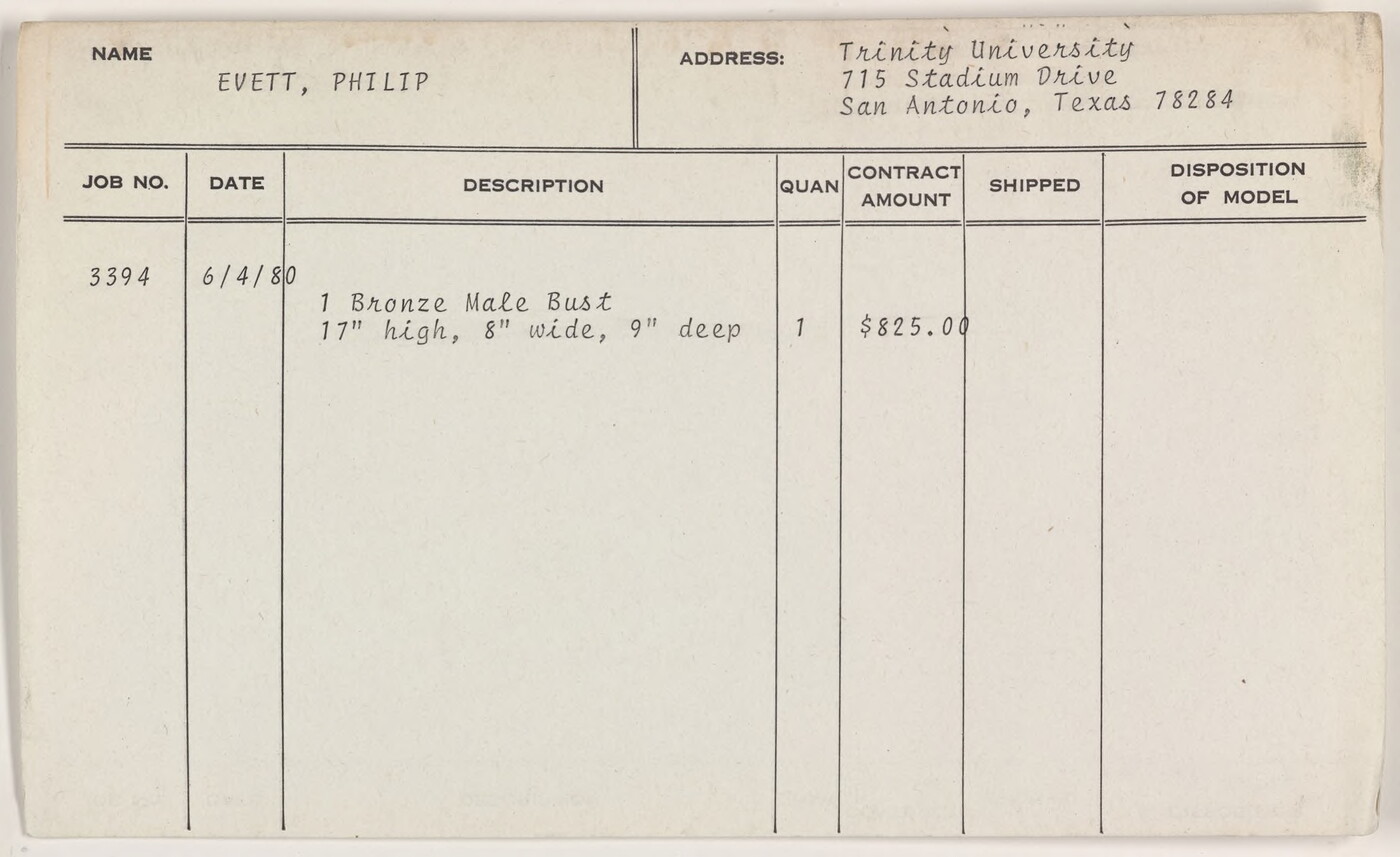 NAME
EVETT, PHILIP
ADDRESS:
Trinity University
715 Stadium Drive
San Antonio, Texas 78284
JOB NO.
DATE
DESCRIPTION
QUAN
CONTRACT
AMOUNT
SHIPPED
DISPOSITION
OF MODEL
3394 6/4/80
1 Bronze Male Bust
17" high, 8" wide, 9" deep 1 $825.00